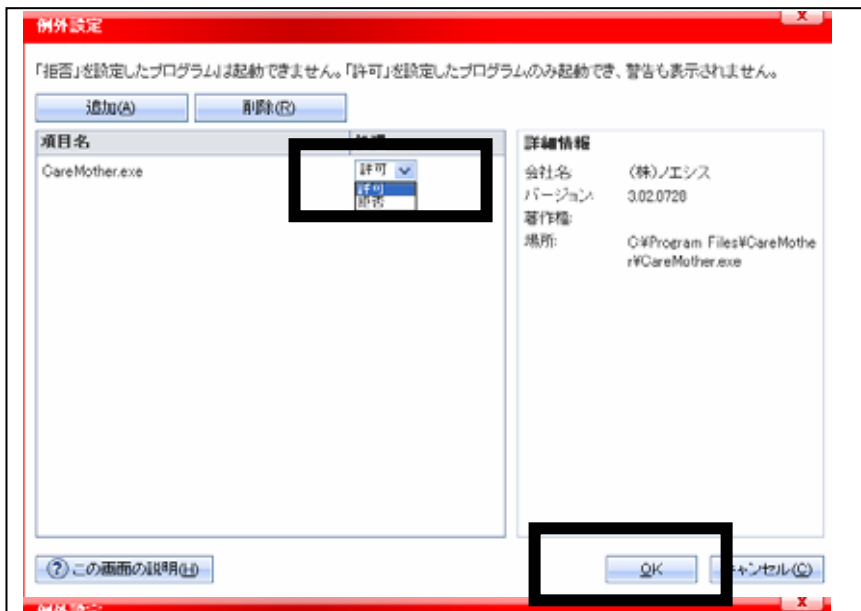 例外設定
「拒否」を設定したプログラムは起動できません。「許可」を設定したプログラムのみ起動でき、警告も表示されません。
追加(A)
削除(R)
項目名
CareMother.exe
許可
許可
拒否
詳細情報
会社名: (株)ノエシス
バージョン: 3.02.0728
著作権:
場所: C:¥Program Files¥CareMothe
r¥CareMother.exe
この画面の説明(H)
OK
キャンセル(C)
例外設定